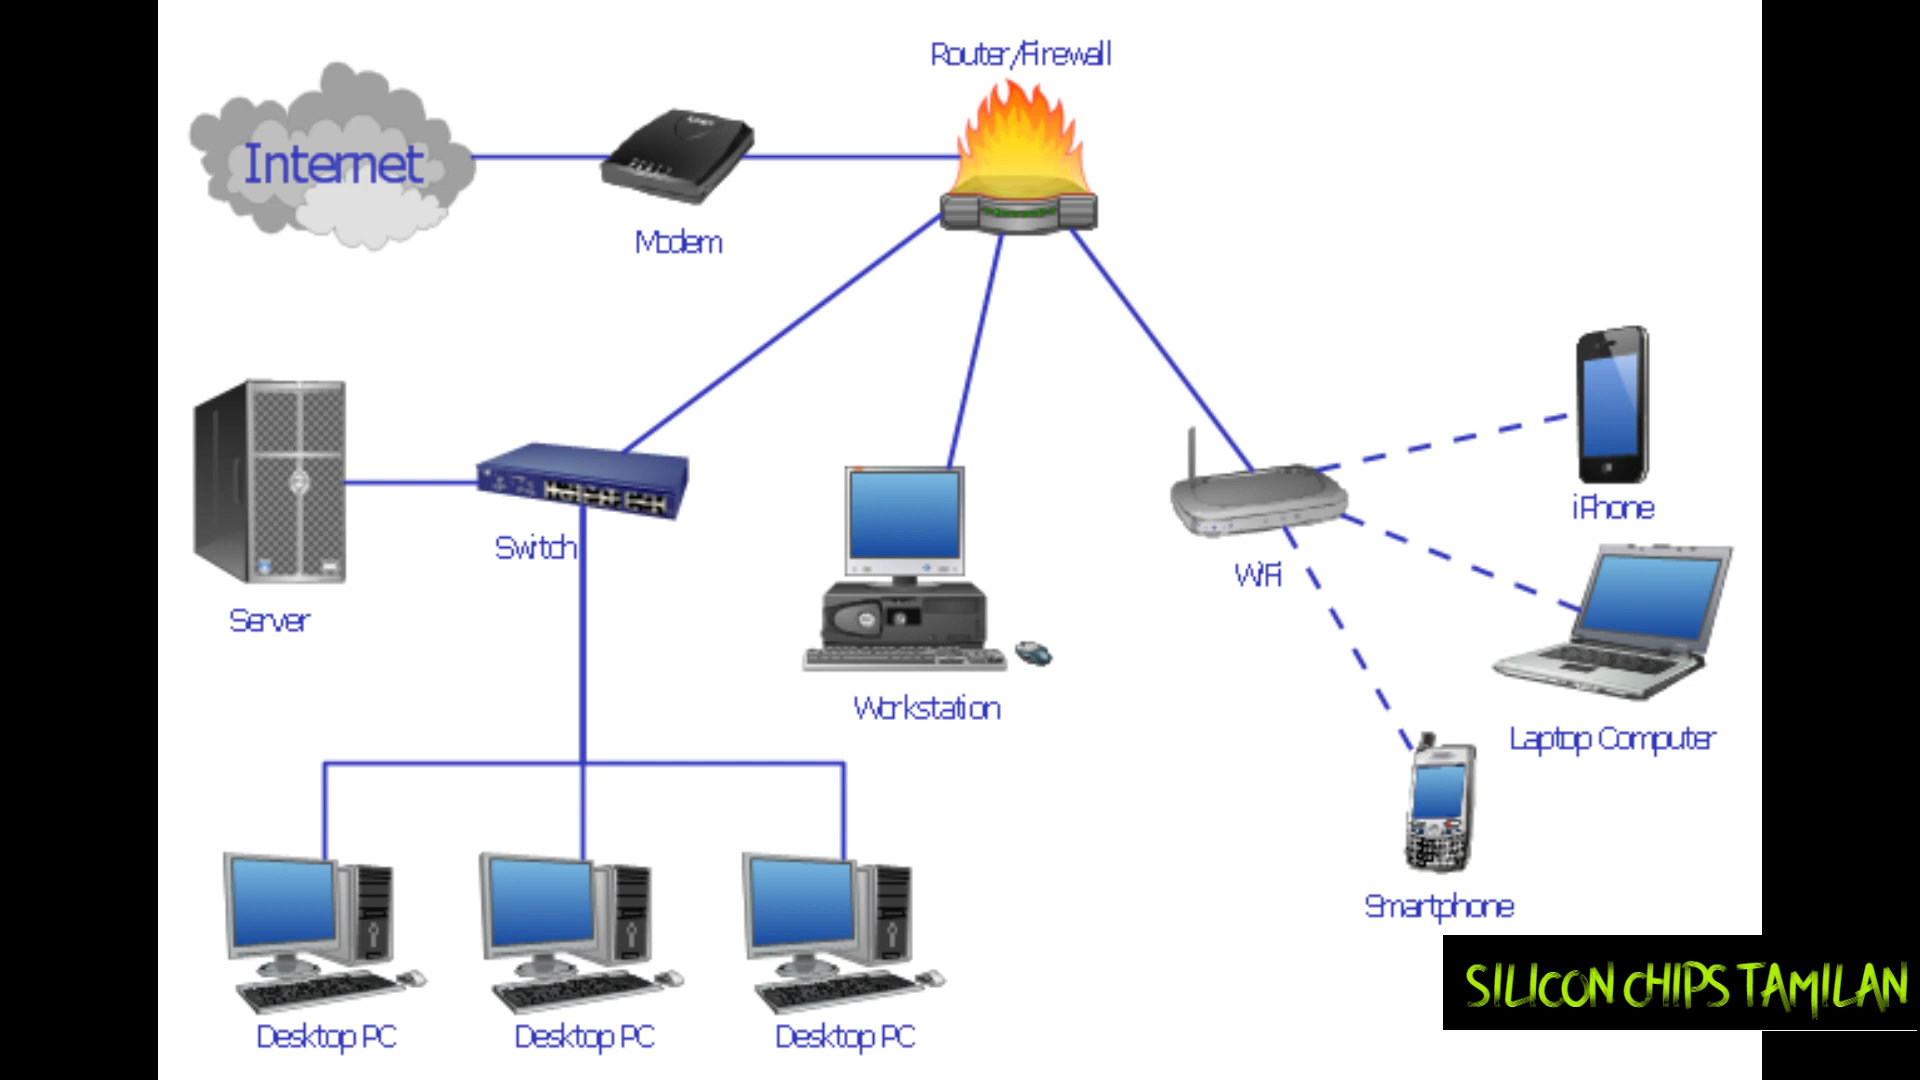 Router/Firewall
Internet
Modem
Switch
Server
iPhone
WiFi
Workstation
Laptop Computer
Smartphone
Desktop PC
Desktop PC
Desktop PC
SILICON CHIPS TAMILAN